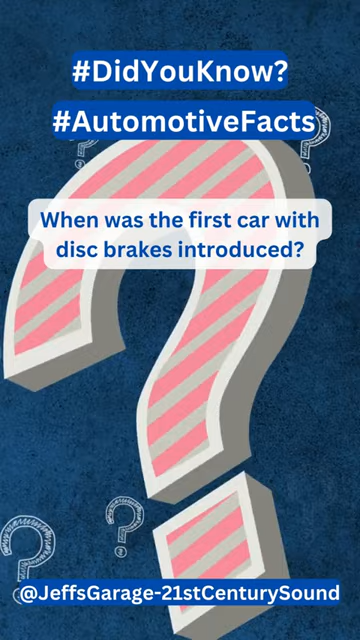 #DidYouKnow?
#AutomotiveFacts
When was the first car with
disc brakes introduced?
@JeffsGarage-21stCenturySound